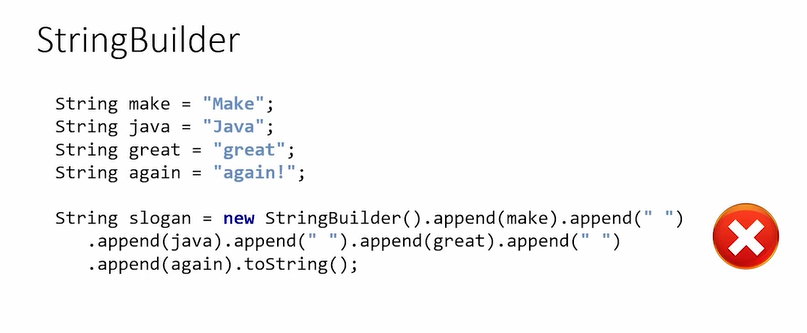 StringBuilder
String make = "Make";
String java = "Java";
String great = "great";
String again = "again!";
String slogan = new StringBuilder().append(make).append(" ")
.append(java).append(" ").append(great).append(" ")
.append(again).toString();